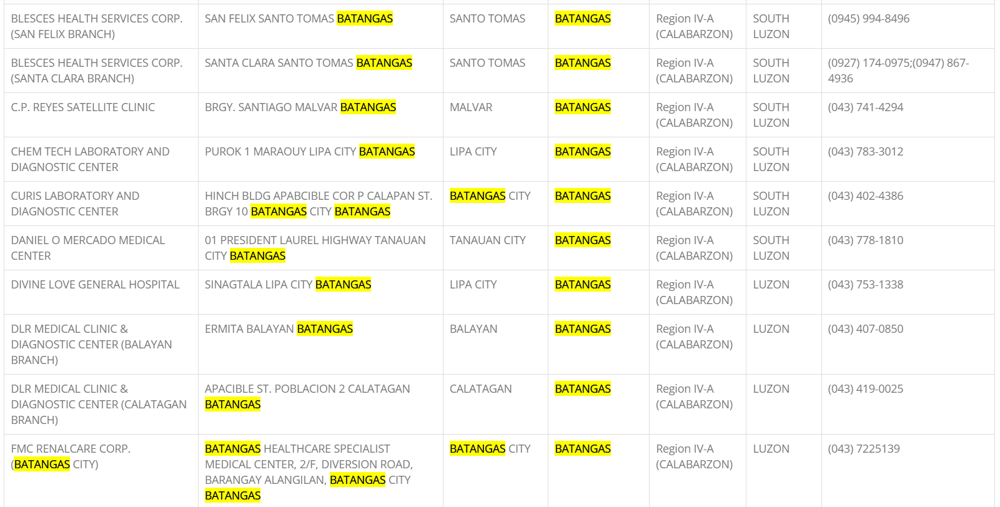 BLESCES HEALTH SERVICES CORP. (SAN FELIX BRANCH) SAN FELIX SANTO TOMAS BATANGAS SANTO TOMAS BATANGAS Region IV-A (CALABARZON) SOUTH LUZON (0945) 994-8496
BLESCES HEALTH SERVICES CORP. (SANTA CLARA BRANCH) SANTA CLARA SANTO TOMAS BATANGAS SANTO TOMAS BATANGAS Region IV-A (CALABARZON) SOUTH LUZON (0927) 174-0975;(0947) 867-4936
C.P. REYES SATELLITE CLINIC BRGY. SANTIAGO MALVAR BATANGAS MALVAR BATANGAS Region IV-A (CALABARZON) SOUTH LUZON (043) 741-4294
CHEM TECH LABORATORY AND DIAGNOSTIC CENTER PUROK 1 MARAOUY LIPA CITY BATANGAS LIPA CITY BATANGAS Region IV-A (CALABARZON) SOUTH LUZON (043) 783-3012
CURIS LABORATORY AND DIAGNOSTIC CENTER HINCH BLDG APABCIBLE COR P CALAPAN ST. BRGY 10 BATANGAS CITY BATANGAS BATANGAS CITY BATANGAS Region IV-A (CALABARZON) SOUTH LUZON (043) 402-4386
DANIEL O MERCADO MEDICAL CENTER 01 PRESIDENT LAUREL HIGHWAY TANAUAN CITY BATANGAS TANAUAN CITY BATANGAS Region IV-A (CALABARZON) SOUTH LUZON (043) 778-1810
DIVINE LOVE GENERAL HOSPITAL SINAGTALA LIPA CITY BATANGAS LIPA CITY BATANGAS Region IV-A (CALABARZON) LUZON (043) 753-1338
DLR MEDICAL CLINIC & DIAGNOSTIC CENTER (BALAYAN BRANCH) ERMITA BALAYAN BATANGAS BALAYAN BATANGAS Region IV-A (CALABARZON) LUZON (043) 407-0850
DLR MEDICAL CLINIC & DIAGNOSTIC CENTER (CALATAGAN BRANCH) APACIBLE ST. POBLACION 2 CALATAGAN BATANGAS CALATAGAN BATANGAS Region IV-A (CALABARZON) LUZON (043) 419-0025
FMC RENALCARE CORP. (BATANGAS CITY) BATANGAS HEALTHCARE SPECIALIST MEDICAL CENTER, 2/F, DIVERSION ROAD, BARANGAY ALANGILAN, BATANGAS CITY BATANGAS BATANGAS CITY BATANGAS Region IV-A (CALABARZON) LUZON (043) 7225139